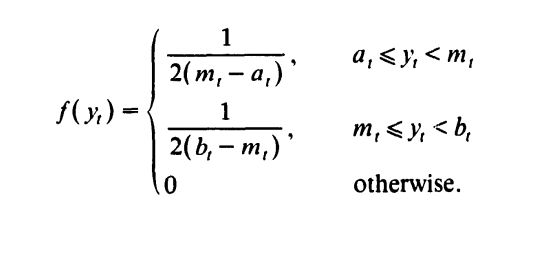 f(y_t) = { 1 / 2(m_t − a_t), a_t ⩽ y_t < m_t
1 / 2(b_t − m_t), m_t ⩽ y_t < b_t
0 otherwise.